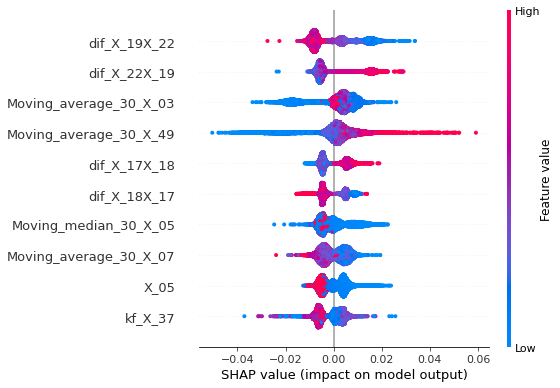 High
dif_X_19X_22
dif_X_22X_19
Moving_average_30_X_03
Moving_average_30_X_49
dif_X_17X_18
dif_X_18X_17
Moving_median_30_X_05
Moving_average_30_X_07
X_05
kf_X_37
Feature value
Low
−0.04 −0.02 0.00 0.02 0.04 0.06
SHAP value (impact on model output)